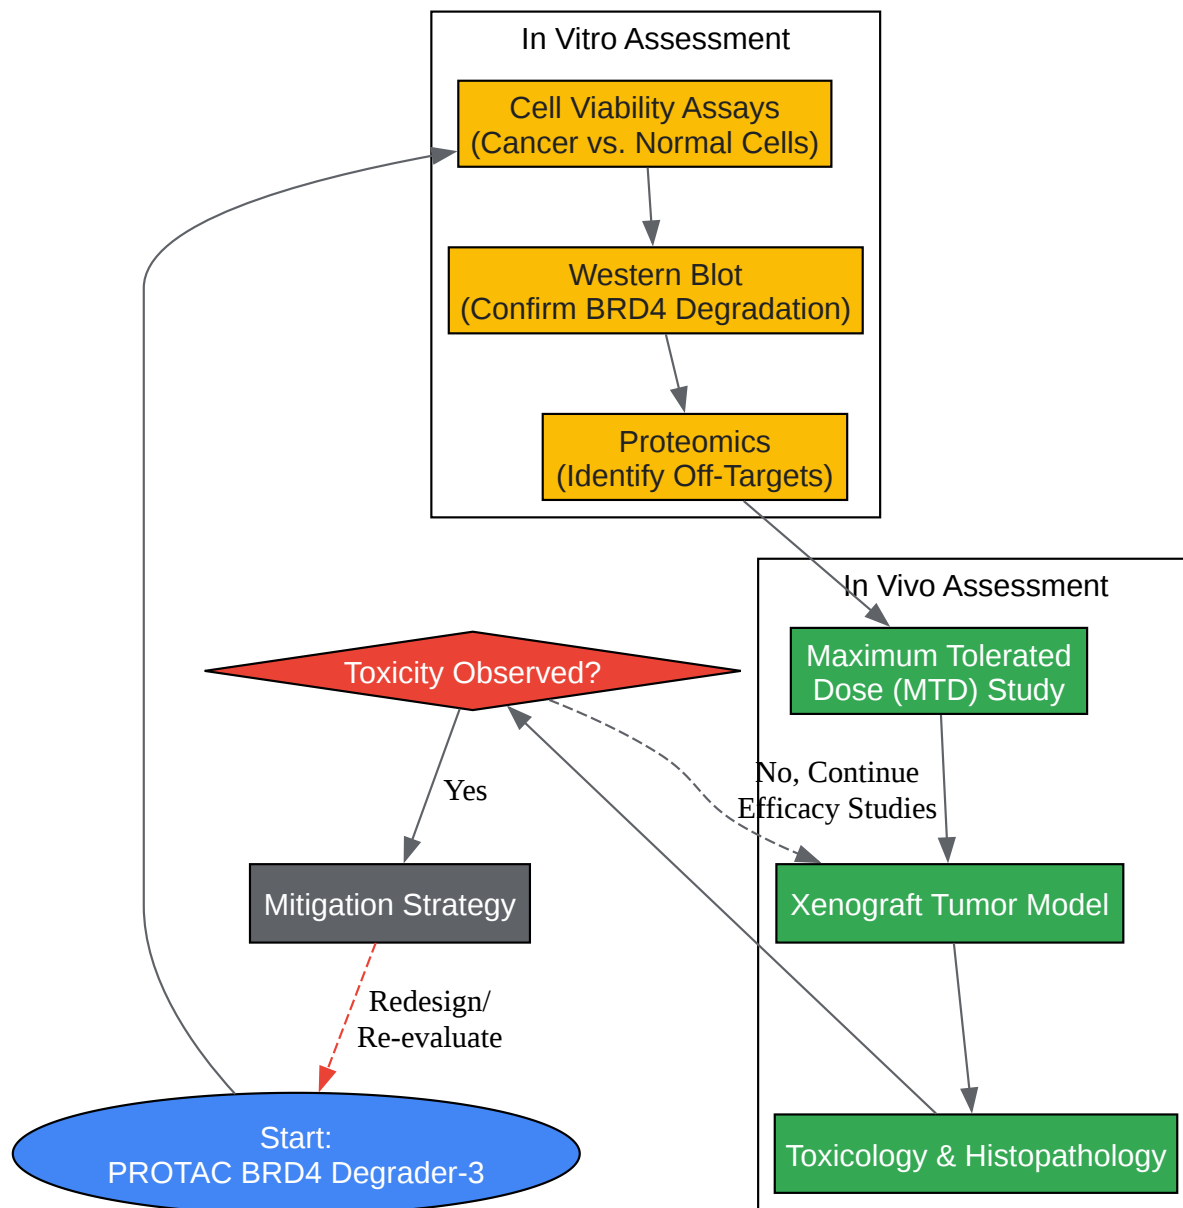 In Vitro Assessment
Cell Viability Assays
(Cancer vs. Normal Cells)
Western Blot
(Confirm BRD4 Degradation)
Proteomics
(Identify Off-Targets)
In Vivo Assessment
Maximum Tolerated
Dose (MTD) Study
Toxicity Observed?
No, Continue
Efficacy Studies
Yes
Mitigation Strategy
Xenograft Tumor Model
Redesign/
Re-evaluate
Start:
PROTAC BRD4 Degrader-3
Toxicology & Histopathology